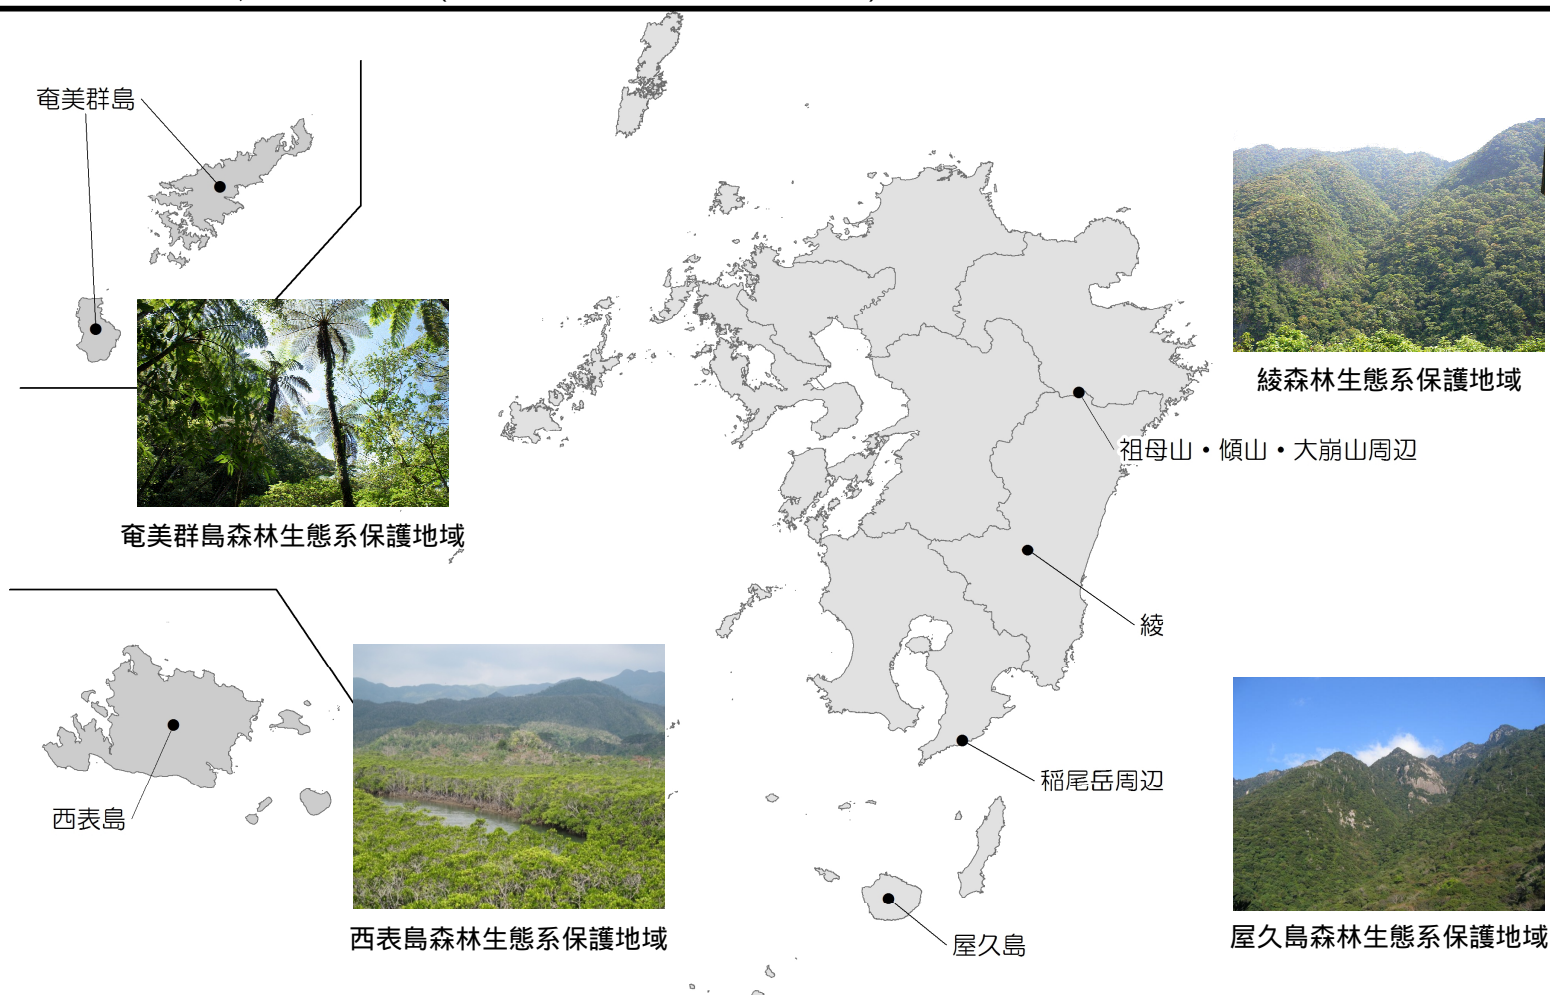 奄美群島
綾森林生態系保護地域
祖母山・傾山・大崩山周辺
奄美群島森林生態系保護地域
綾
稲尾岳周辺
西表島
西表島森林生態系保護地域
屋久島
屋久島森林生態系保護地域